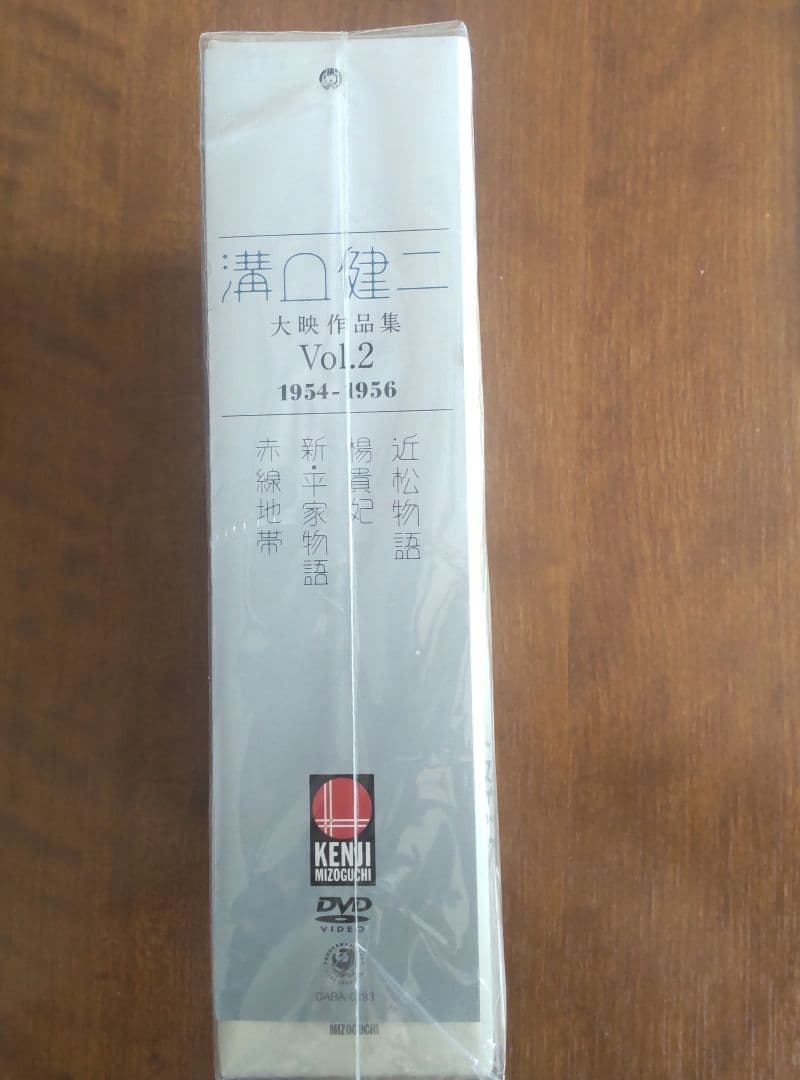 溝口健二
大映作品集
Vol.2
1954-1956
近松物語
楊貴妃
新・平家物語
赤線地帯
KENJI
MIZOGUCHI
DVD
VIDEO
MIZOGUCHI